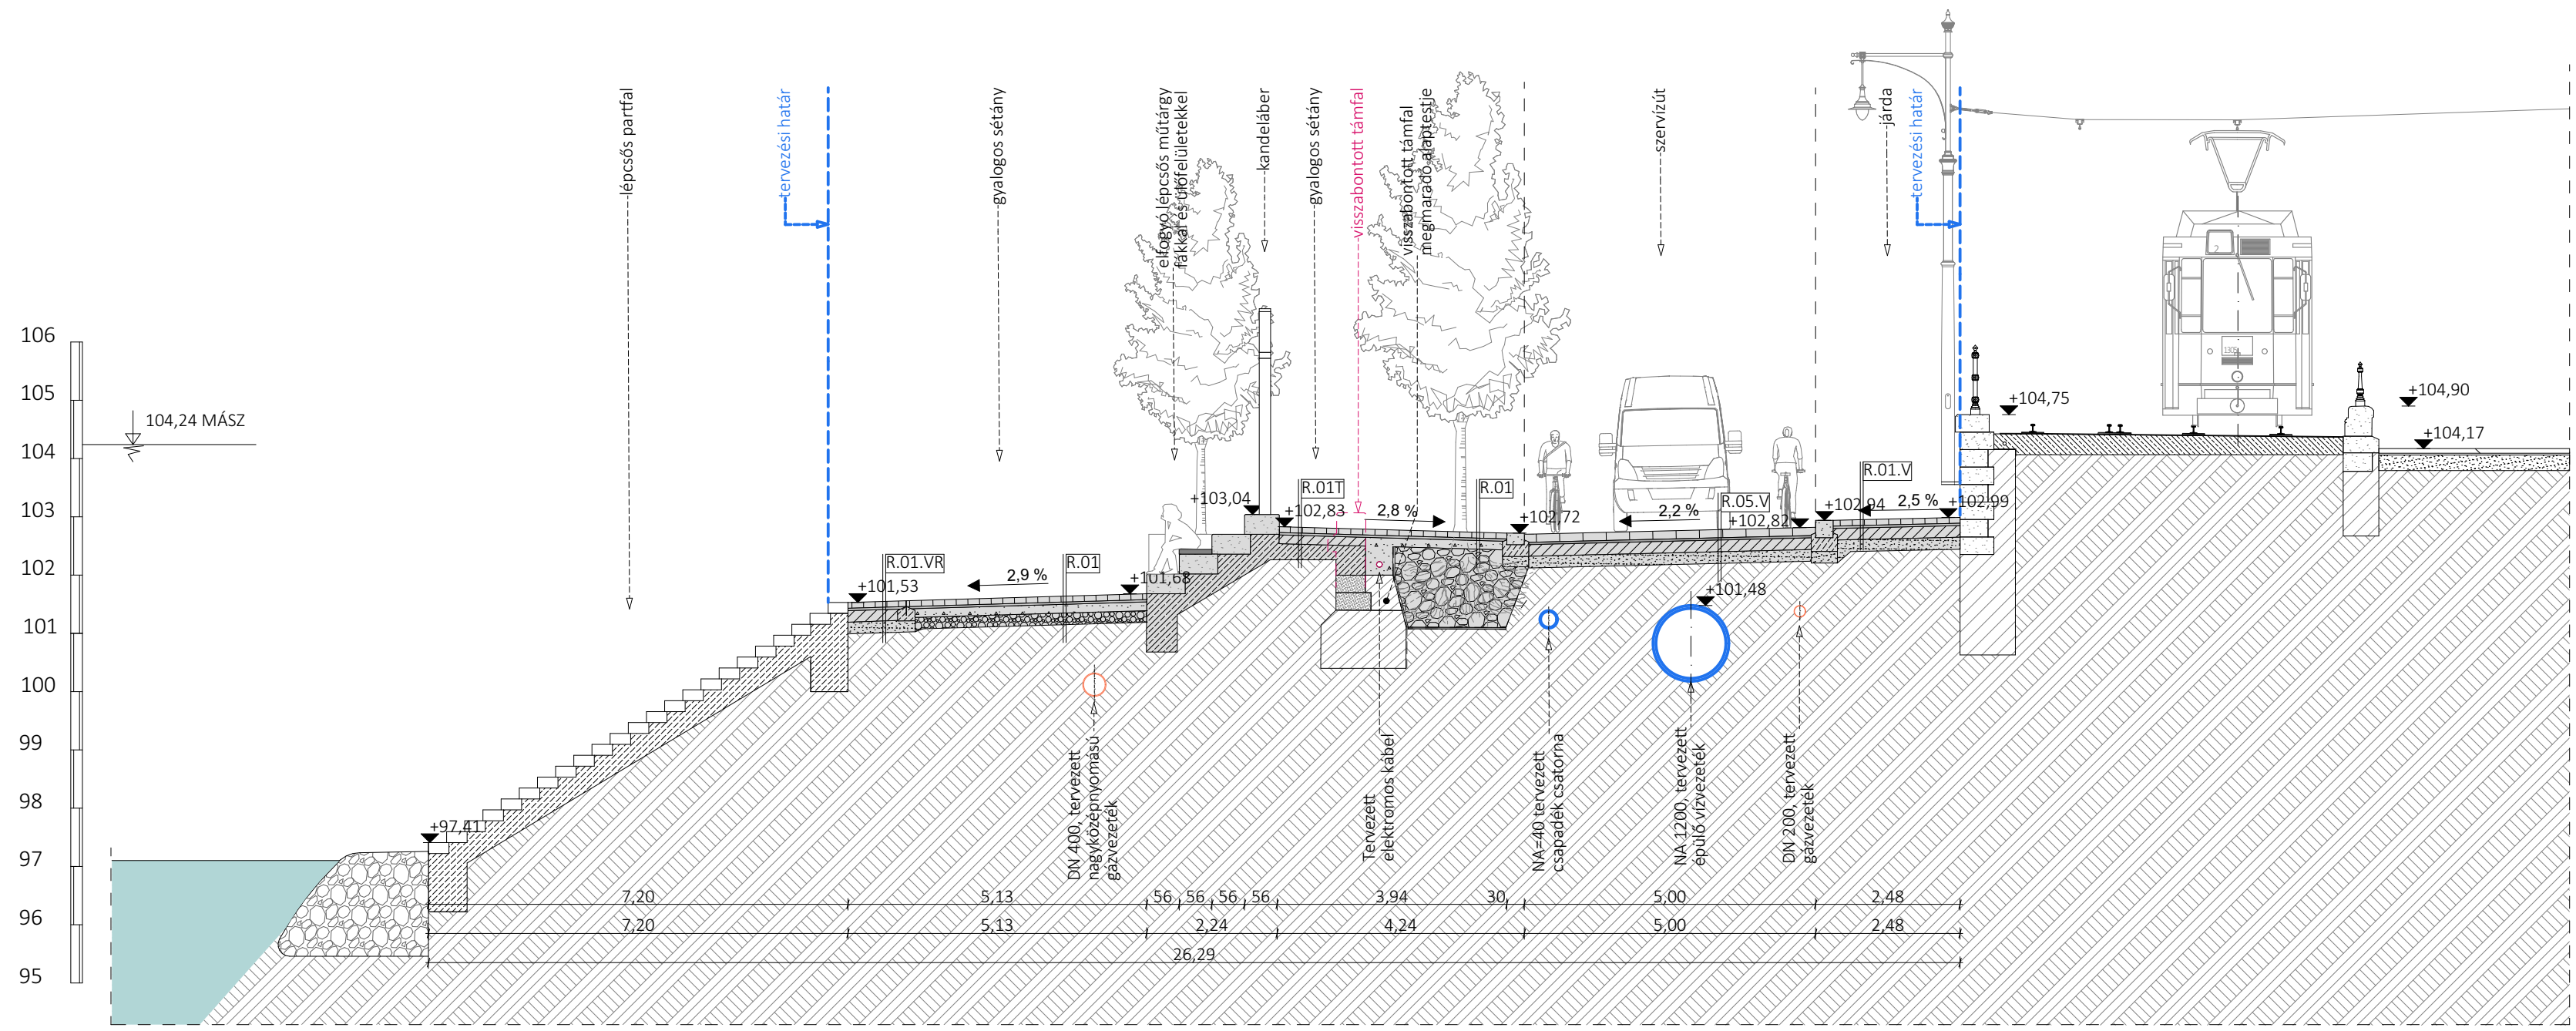 lépcsős partfal
tervezési határ
gyalogos sétány
elfogyó lépcsős műtárgy
fákkal és ülőfelületekkel
kandeláber
gyalogos sétány
visszabontott támfal
visszabontott támfal
megmaradó alaptestje
szervizút
járda
tervezési határ
106
105
104
103
102
101
100
99
98
97
96
95
104,24 MÁSZ
2
1305
+104,75
+104,90
+104,17
+103,04
R.01T
+102,83
2,8 %
R.01
+102,72
2,2 %
R.05.V
+102,82
R.01.V
+102,94
2,5 %
+102,99
R.01.VR
+101,53
2,9 %
R.01
+101,68
+101,48
+97,41
DN 400, tervezett
nagyközépnyomású
gázvezeték
Tervezett
elektromos kábel
NA=40 tervezett
csapadék csatorna
NA 1200, tervezett
épülő vízvezeték
DN 200, tervezett
gázvezeték
7,20 5,13 56 56 56 56 3,94 30 5,00 2,48
7,20 5,13 2,24 4,24 5,00 2,48
26,29